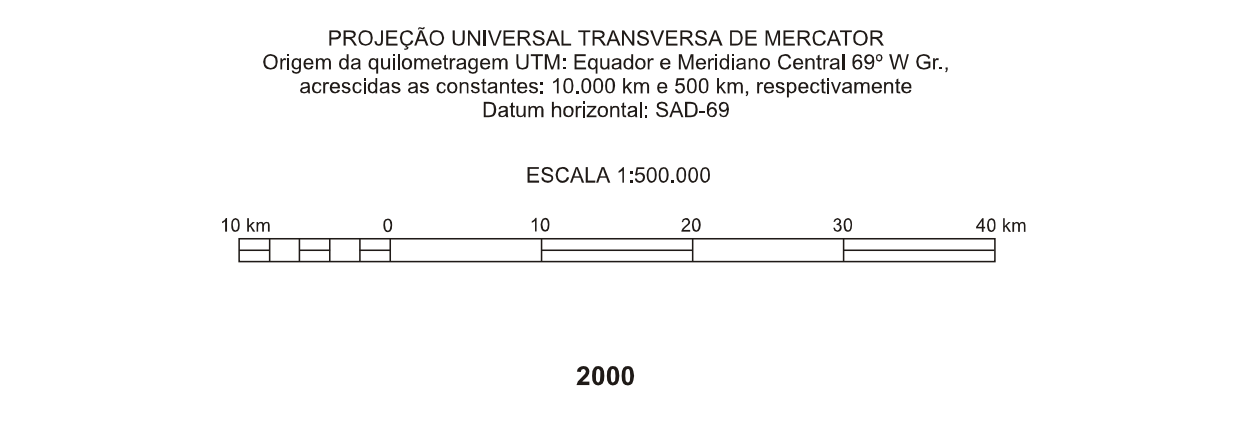 PROJEÇÃO UNIVERSAL TRANSVERSA DE MERCATOR
Origem da quilometragem UTM: Equador e Meridiano Central 69º W Gr.,
acrescidas as constantes: 10.000 km e 500 km, respectivamente
Datum horizontal: SAD-69
ESCALA 1:500.000
10 km 0 10 20 30 40 km
2000